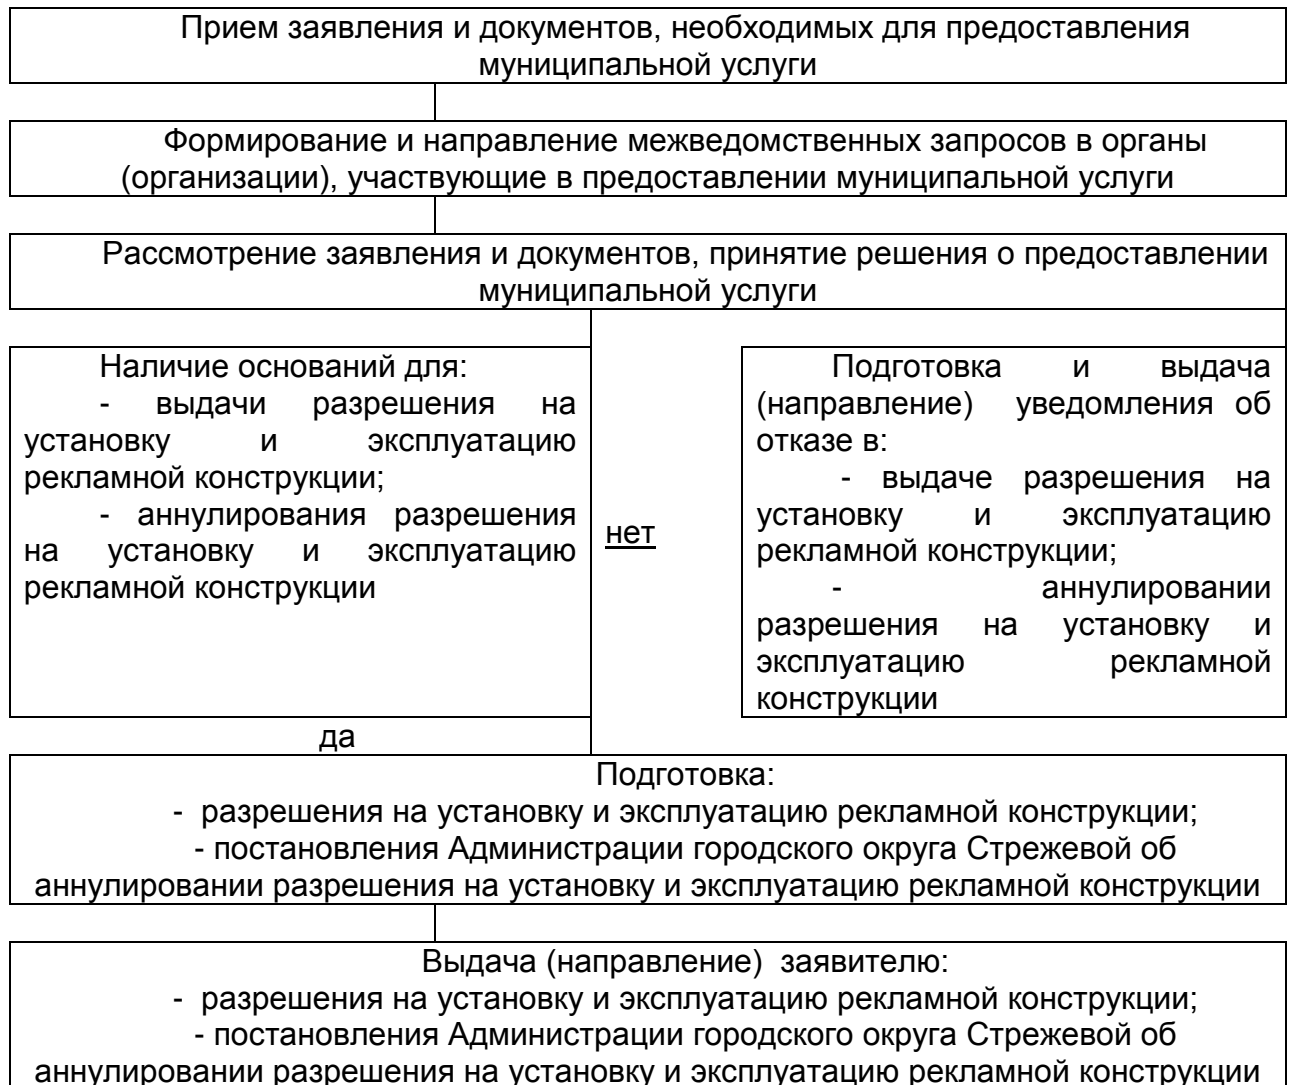 Прием заявления и документов, необходимых для предоставления
муниципальной услуги
Формирование и направление межведомственных запросов в органы
(организации), участвующие в предоставлении муниципальной услуги
Рассмотрение заявления и документов, принятие решения о предоставлении
муниципальной услуги
Наличие оснований для:
- выдачи разрешения на
установку и эксплуатацию
рекламной конструкции;
- аннулирования разрешения
на установку и эксплуатацию
рекламной конструкции
нет
Подготовка и выдача
(направление) уведомления об
отказе в:
- выдаче разрешения на
установку и эксплуатацию
рекламной конструкции;
- аннулировании
разрешения на установку и
эксплуатацию рекламной
конструкции
да
Подготовка:
- разрешения на установку и эксплуатацию рекламной конструкции;
- постановления Администрации городского округа Стрежевой об
аннулировании разрешения на установку и эксплуатацию рекламной конструкции
Выдача (направление) заявителю:
- разрешения на установку и эксплуатацию рекламной конструкции;
- постановления Администрации городского округа Стрежевой об
аннулировании разрешения на установку и эксплуатацию рекламной конструкции